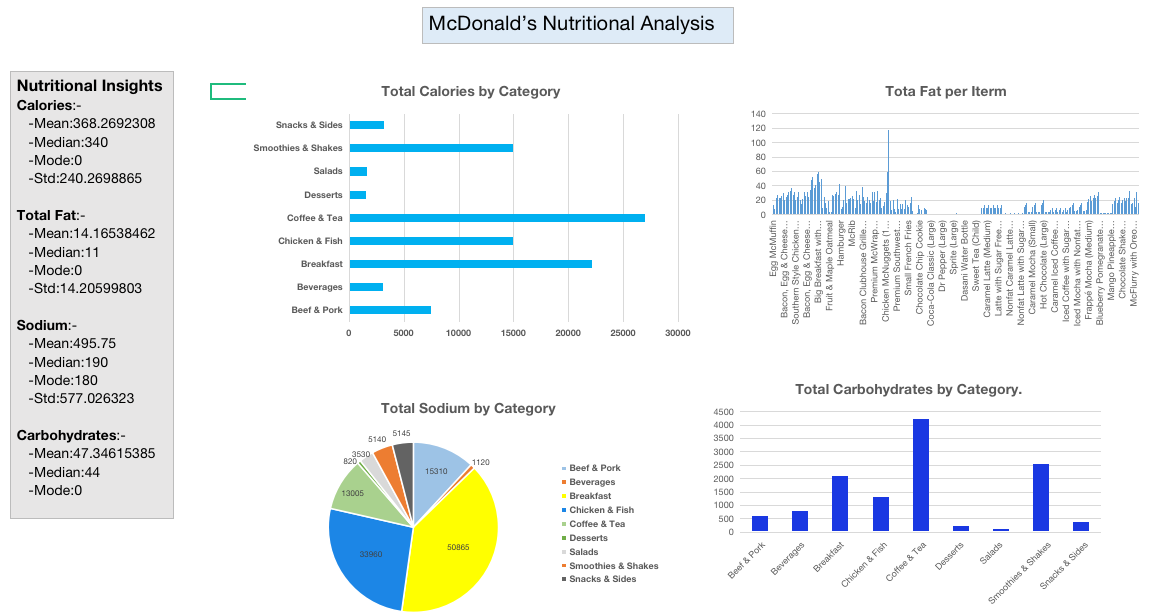 McDonald's Nutritional Analysis
Nutritional Insights
Calories:-
-Mean:368.2692308
-Median:340
-Mode:0
-Std:240.2698865
Total Fat:-
-Mean:14.16538462
-Median:11
-Mode:0
-Std:14.20599803
Sodium:-
-Mean:495.75
-Median:190
-Mode:180
-Std:577.026323
Carbohydrates:-
-Mean:47.34615385
-Median:44
-Mode:0
Total Calories by Category
Snacks & Sides
Smoothies & Shakes
Salads
Desserts
Coffee & Tea
Chicken & Fish
Breakfast
Beverages
Beef & Pork
0 5000 10000 15000 20000 25000 30000
Tota Fat per Iterm
140
120
100
80
60
40
20
0
Egg McMuffin
Bacon, Egg & Cheese…
Southern Style Chicken…
Bacon, Egg & Cheese…
Big Breakfast with…
Fruit & Maple Oatmeal
Hamburger
McRib
Bacon Clubhouse Grille…
Premium McWrap…
Chicken McNuggets (1…
Premium Southwest…
Small French Fries
Chocolate Chip Cookie
Coca-Cola Classic (Large)
Dr Pepper (Large)
Sprite (Large)
Dasani Water Bottle
Sweet Tea (Child)
Caramel Latte (Medium)
Latte with Sugar Free…
Nonfat Caramel Latte…
Nonfat Latte with Sugar…
Caramel Mocha (Small)
Hot Chocolate (Large)
Caramel Iced Coffee…
Iced Coffee with Sugar…
Iced Mocha with Nonfat…
Frappé Mocha (Medium)
Blueberry Pomegranate…
Mango Pineapple…
Chocolate Shake…
McFlurry with Oreo…
Total Sodium by Category
15310
1120
50865
33960
13005
820
3530
5140
5145
Beef & Pork
Beverages
Breakfast
Chicken & Fish
Coffee & Tea
Desserts
Salads
Smoothies & Shakes
Snacks & Sides
Total Carbohydrates by Category.
4500
4000
3500
3000
2500
2000
1500
1000
500
0
Beef & Pork
Beverages
Breakfast
Chicken & Fish
Coffee & Tea
Desserts
Salads
Smoothies & Shakes
Snacks & Sides